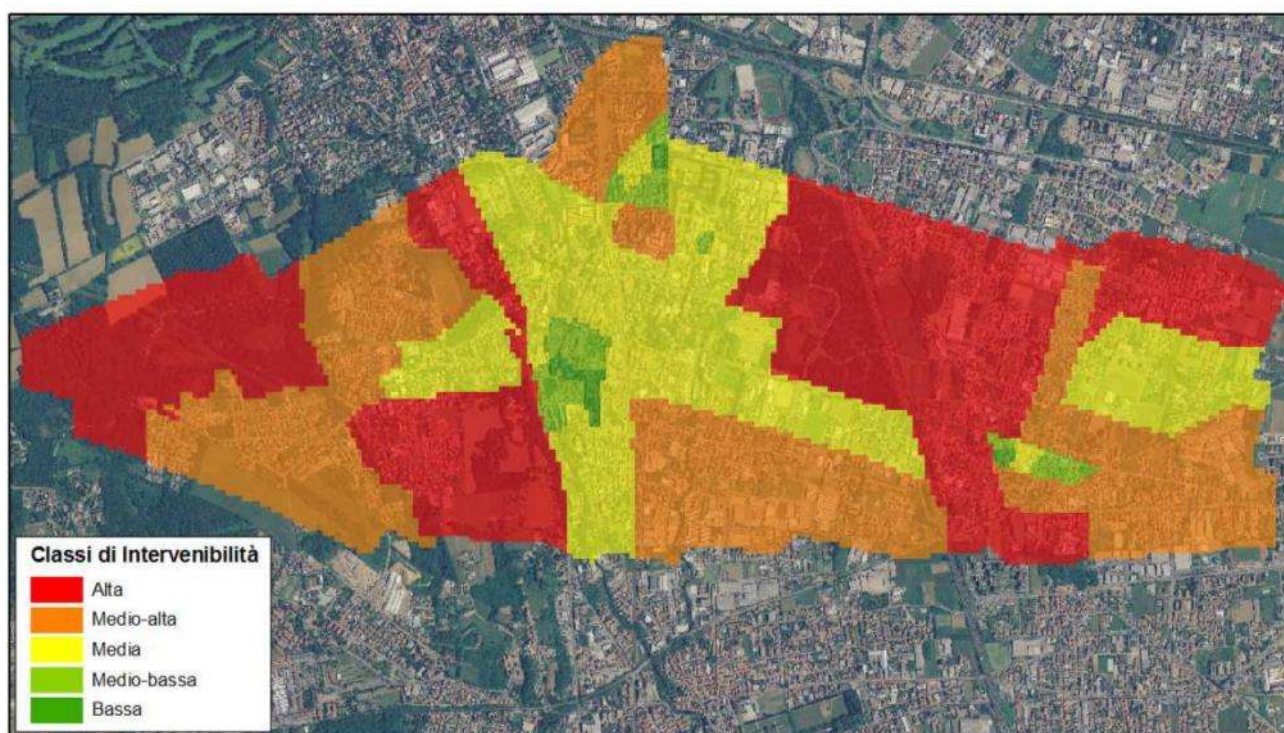 Classi di Intervenibilità
Alta
Medio-alta
Media
Medio-bassa
Bassa